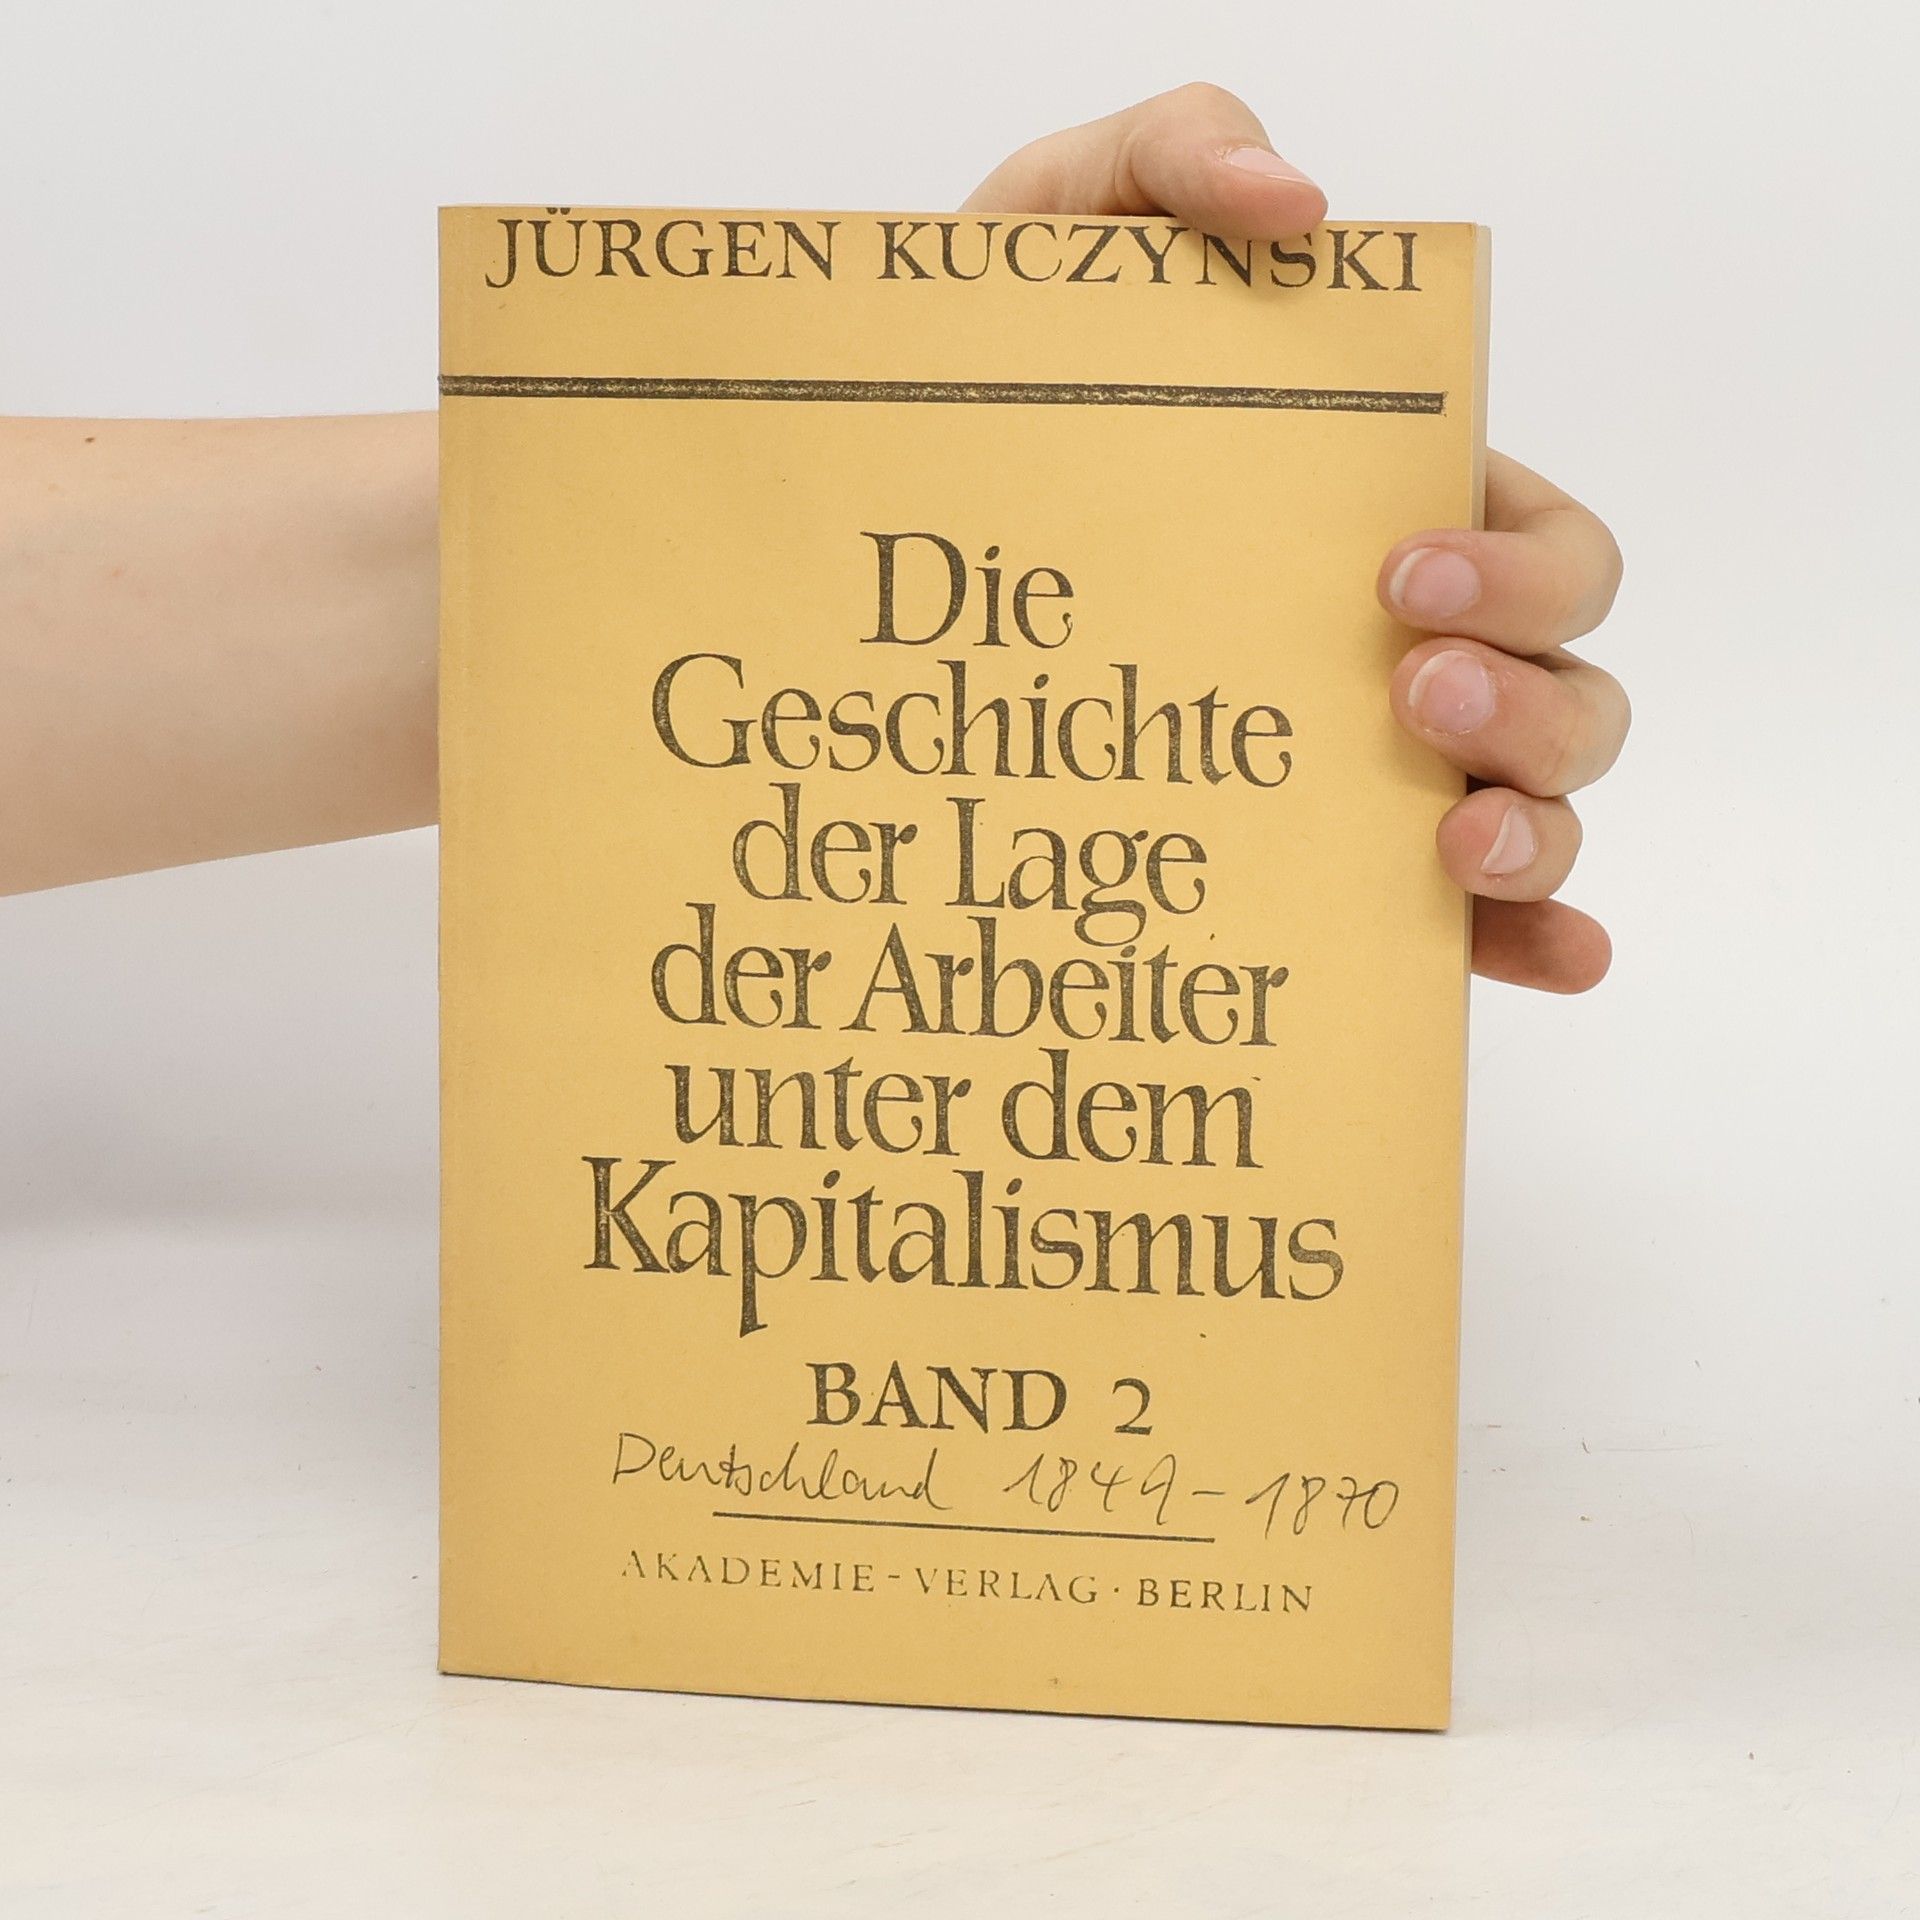 JÜRGEN KUCZYNSKI
Die
Geschichte
der Lage
der Arbeiter
unter dem
Kapitalismus
BAND 2
Deutschland 1849-1870
AKADEMIE-VERLAG·BERLIN